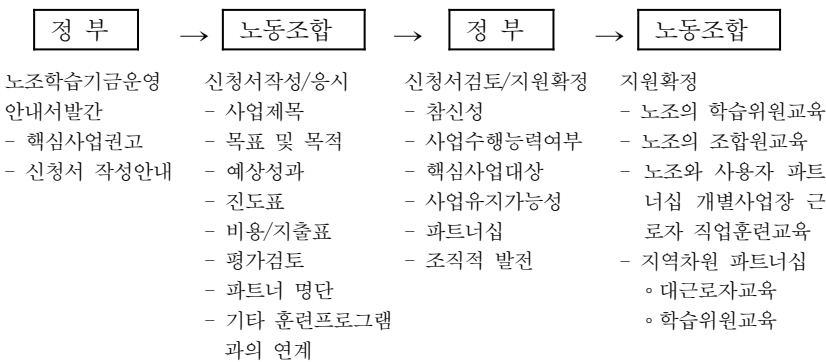 정 부 → 노동조합 → 정 부 → 노동조합
노조학습기금운영
안내서발간
- 핵심사업권고
- 신청서 작성안내
신청서작성/응시
- 사업제목
- 목표 및 목적
- 예상성과
- 진도표
- 비용/지출표
- 평가검토
- 파트너 명단
- 기타 훈련프로그램
과의 연계
신청서검토/지원확정
- 참신성
- 사업수행능력여부
- 핵심사업대상
- 사업유지가능성
- 파트너십
- 조직적 발전
지원확정
- 노조의 학습위원교육
- 노조의 조합원교육
- 노조와 사용자 파트
너십 개별사업장 근
로자 직업훈련교육
- 지역차원 파트너십
◦대근로자교육
◦학습위원교육